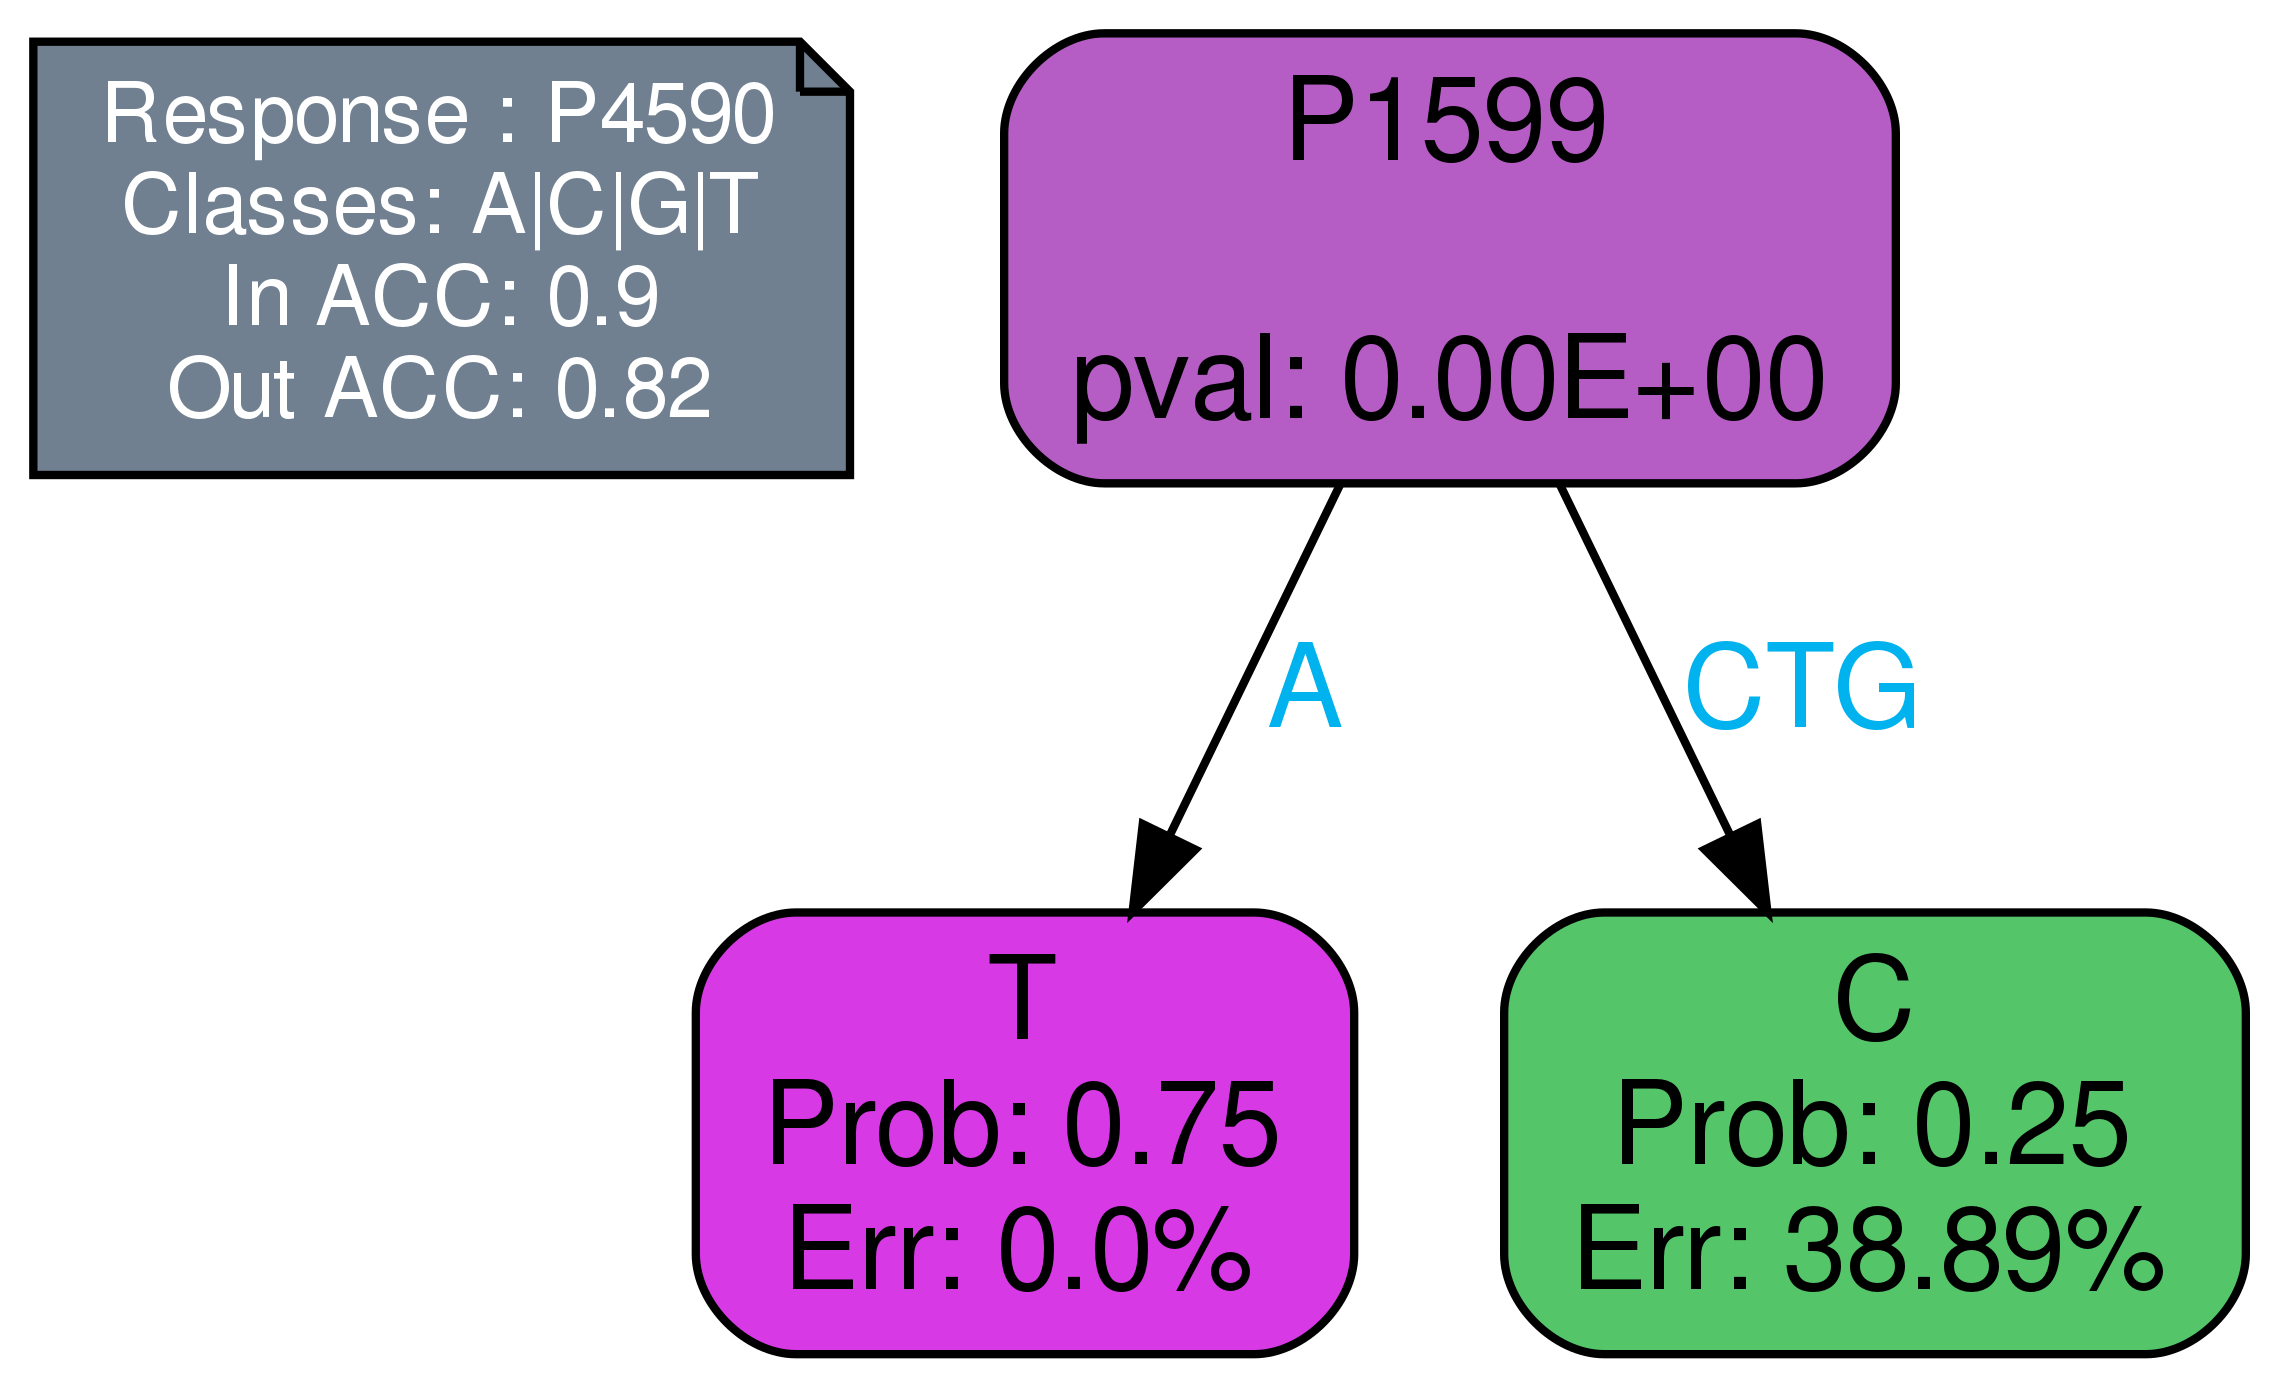 Response : P4590
Classes: A|C|G|T
In ACC: 0.9
Out ACC: 0.82
P1599
pval: 0.00E+00
A
CTG
T
Prob: 0.75
Err: 0.0%
C
Prob: 0.25
Err: 38.89%